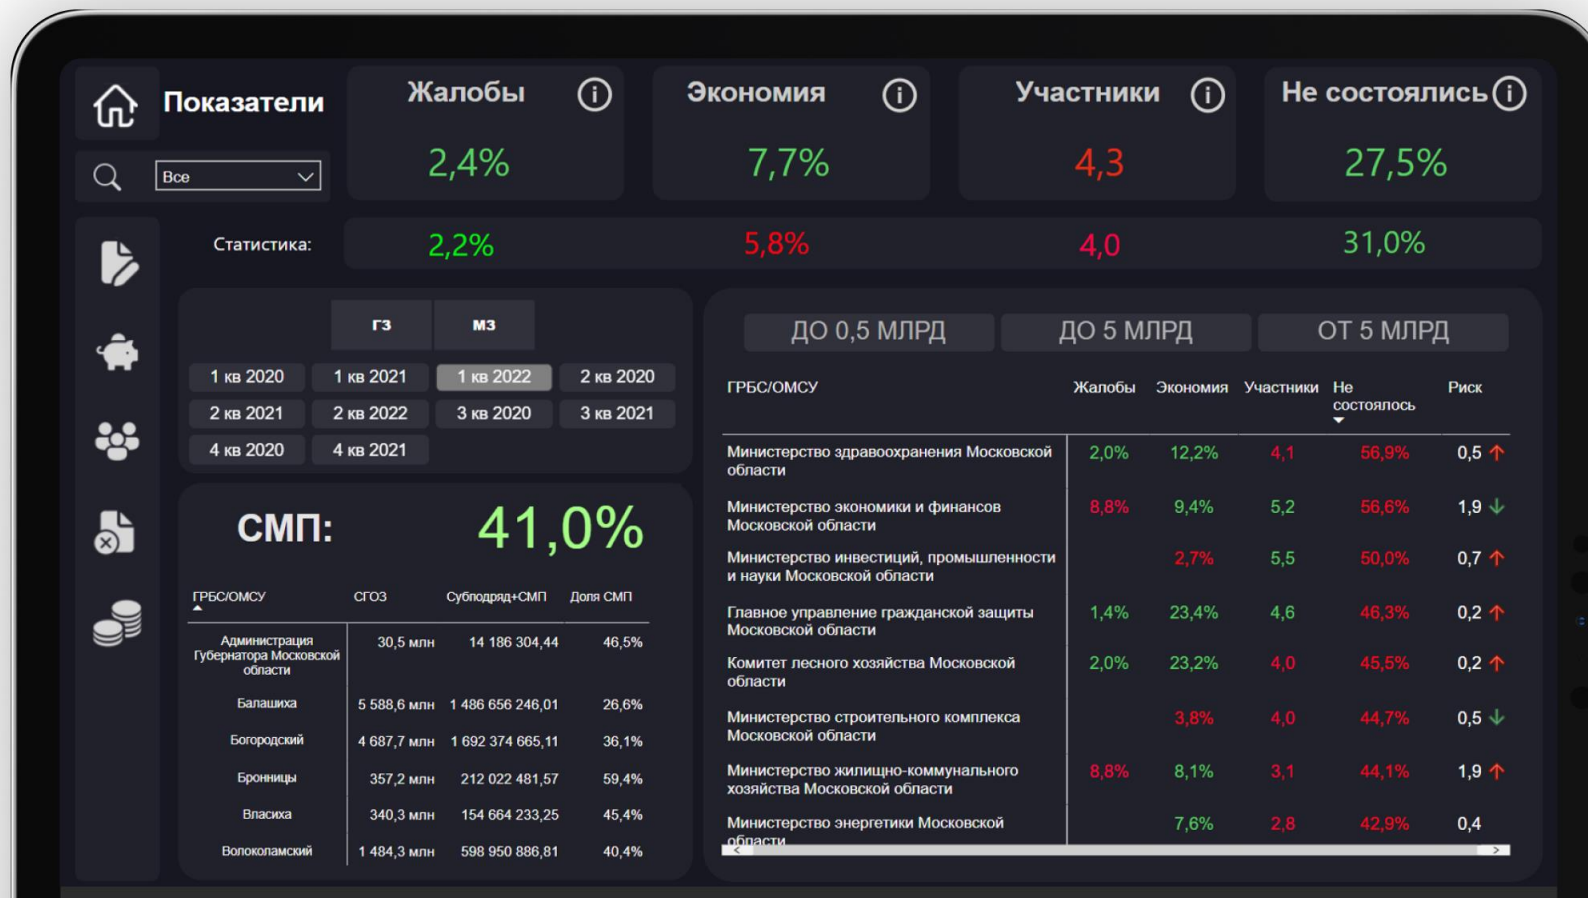 Показатели
Жалобы
Экономия
Участники
Не состоялись
Все
2,4%
7,7%
4,3
27,5%
Статистика:
2,2%
5,8%
4,0
31,0%
ГЗ
МЗ
1 кв 2020
1 кв 2021
1 кв 2022
2 кв 2020
2 кв 2021
2 кв 2022
3 кв 2020
3 кв 2021
4 кв 2020
4 кв 2021
СМП:
41,0%
ГРБС/ОМСУ СГОЗ Субподряд+СМП Доля СМП
Администрация
Губернатора Московской
области
30,5 млн 14 186 304,44 46,5%
Балашиха 5 588,6 млн 1 486 656 246,01 26,6%
Богородский 4 687,7 млн 1 692 374 665,11 36,1%
Бронницы 357,2 млн 212 022 481,57 59,4%
Власиха 340,3 млн 154 664 233,25 45,4%
Волоколамский 1 484,3 млн 598 950 886,81 40,4%
ДО 0,5 МЛРД
ДО 5 МЛРД
ОТ 5 МЛРД
ГРБС/ОМСУ Жалобы Экономия Участники Не
состоялось
Риск
Министерство здравоохранения Московской
области
2,0% 12,2% 4,1 56,9% 0,5
Министерство экономики и финансов
Московской области
8,8% 9,4% 5,2 56,6% 1,9
Министерство инвестиций, промышленности
и науки Московской области
2,7% 5,5 50,0% 0,7
Главное управление гражданской защиты
Московской области
1,4% 23,4% 4,6 46,3% 0,2
Комитет лесного хозяйства Московской
области
2,0% 23,2% 4,0 45,5% 0,2
Министерство строительного комплекса
Московской области
3,8% 4,0 44,7% 0,5
Министерство жилищно-коммунального
хозяйства Московской области
8,8% 8,1% 3,1 44,1% 1,9
Министерство энергетики Московской
области
7,6% 2,8 42,9% 0,4